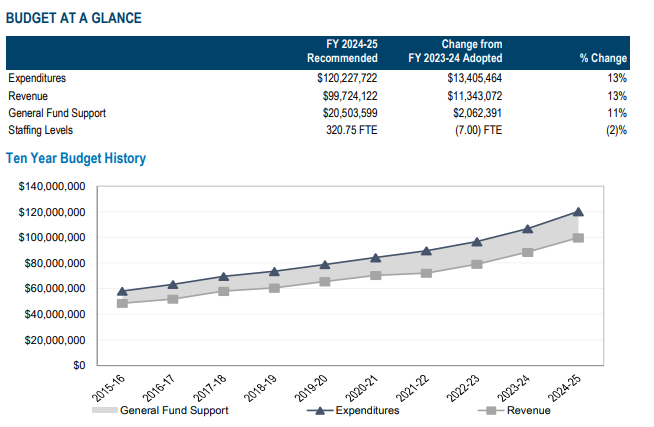 BUDGET AT A GLANCE
FY 2024-25 Recommended Change from FY 2023-24 Adopted % Change
Expenditures $120,227,722 $13,405,464 13%
Revenue $99,724,122 $11,343,072 13%
General Fund Support $20,503,599 $2,062,391 11%
Staffing Levels 320.75 FTE (7.00) FTE (2)%
Ten Year Budget History
$140,000,000
$120,000,000
$100,000,000
$80,000,000
$60,000,000
$40,000,000
$20,000,000
$0
2015-16 2016-17 2017-18 2018-19 2019-20 2020-21 2021-22 2022-23 2023-24 2024-25
General Fund Support Expenditures Revenue